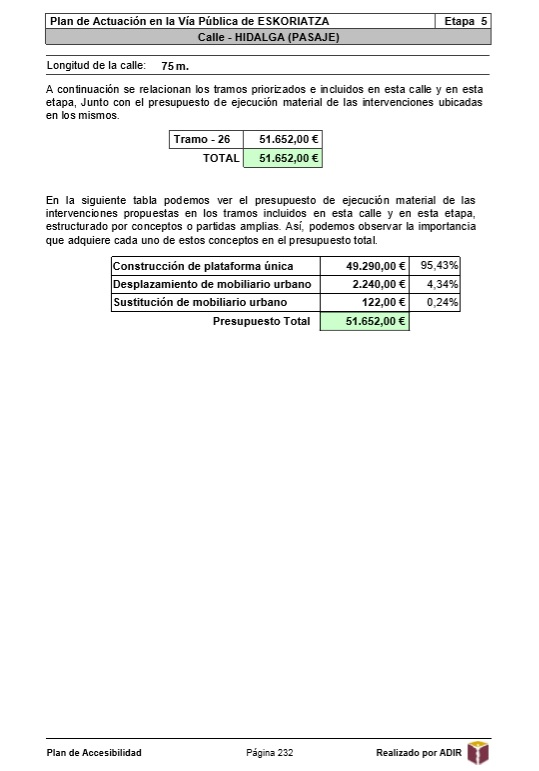 Plan de Actuación en la Vía Pública de ESKORIATZA Etapa 5
Calle - HIDALGA (PASAJE)
Longitud de la calle: 75 m.
A continuación se relacionan los tramos priorizados e incluidos en esta calle y en esta
etapa, Junto con el presupuesto de ejecución material de las intervenciones ubicadas
en los mismos.
Tramo - 26 51.652,00 €
TOTAL 51.652,00 €
En la siguiente tabla podemos ver el presupuesto de ejecución material de las
intervenciones propuestas en los tramos incluidos en esta calle y en esta etapa,
estructurado por conceptos o partidas amplias. Así, podemos observar la importancia
que adquiere cada uno de estos conceptos en el presupuesto total.
Construcción de plataforma única 49.290,00 € 95,43%
Desplazamiento de mobiliario urbano 2.240,00 € 4,34%
Sustitución de mobiliario urbano 122,00 € 0,24%
Presupuesto Total 51.652,00 €
Plan de Accesibilidad Página 232 Realizado por ADIR